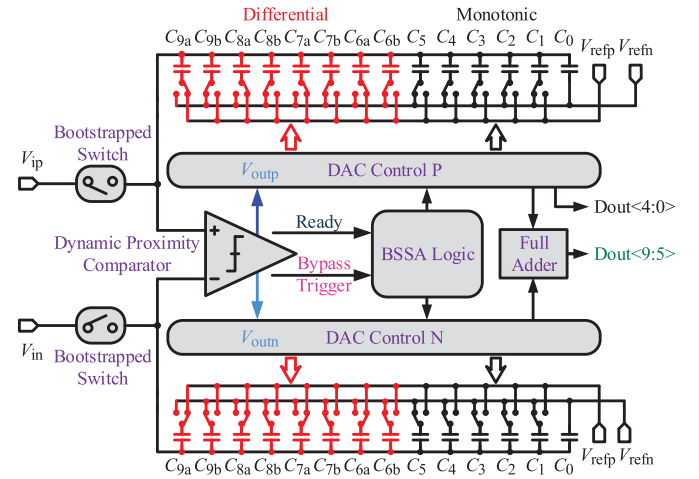 Differential Monotonic
C9a C9b C8a C8b C7a C7b C6a C6b C5 C4 C3 C2 C1 C0 Vrefp Vrefn
Bootstrapped
Switch
Vip
Voutp DAC Control P
Dout<4:0>
Ready
Dynamic Proximity
Comparator
+
−
BSSA Logic
Full
Adder
Dout<9:5>
Bypass
Trigger
Vin
Bootstrapped
Switch
Voutn DAC Control N
C9a C9b C8a C8b C7a C7b C6a C6b C5 C4 C3 C2 C1 C0 Vrefp Vrefn